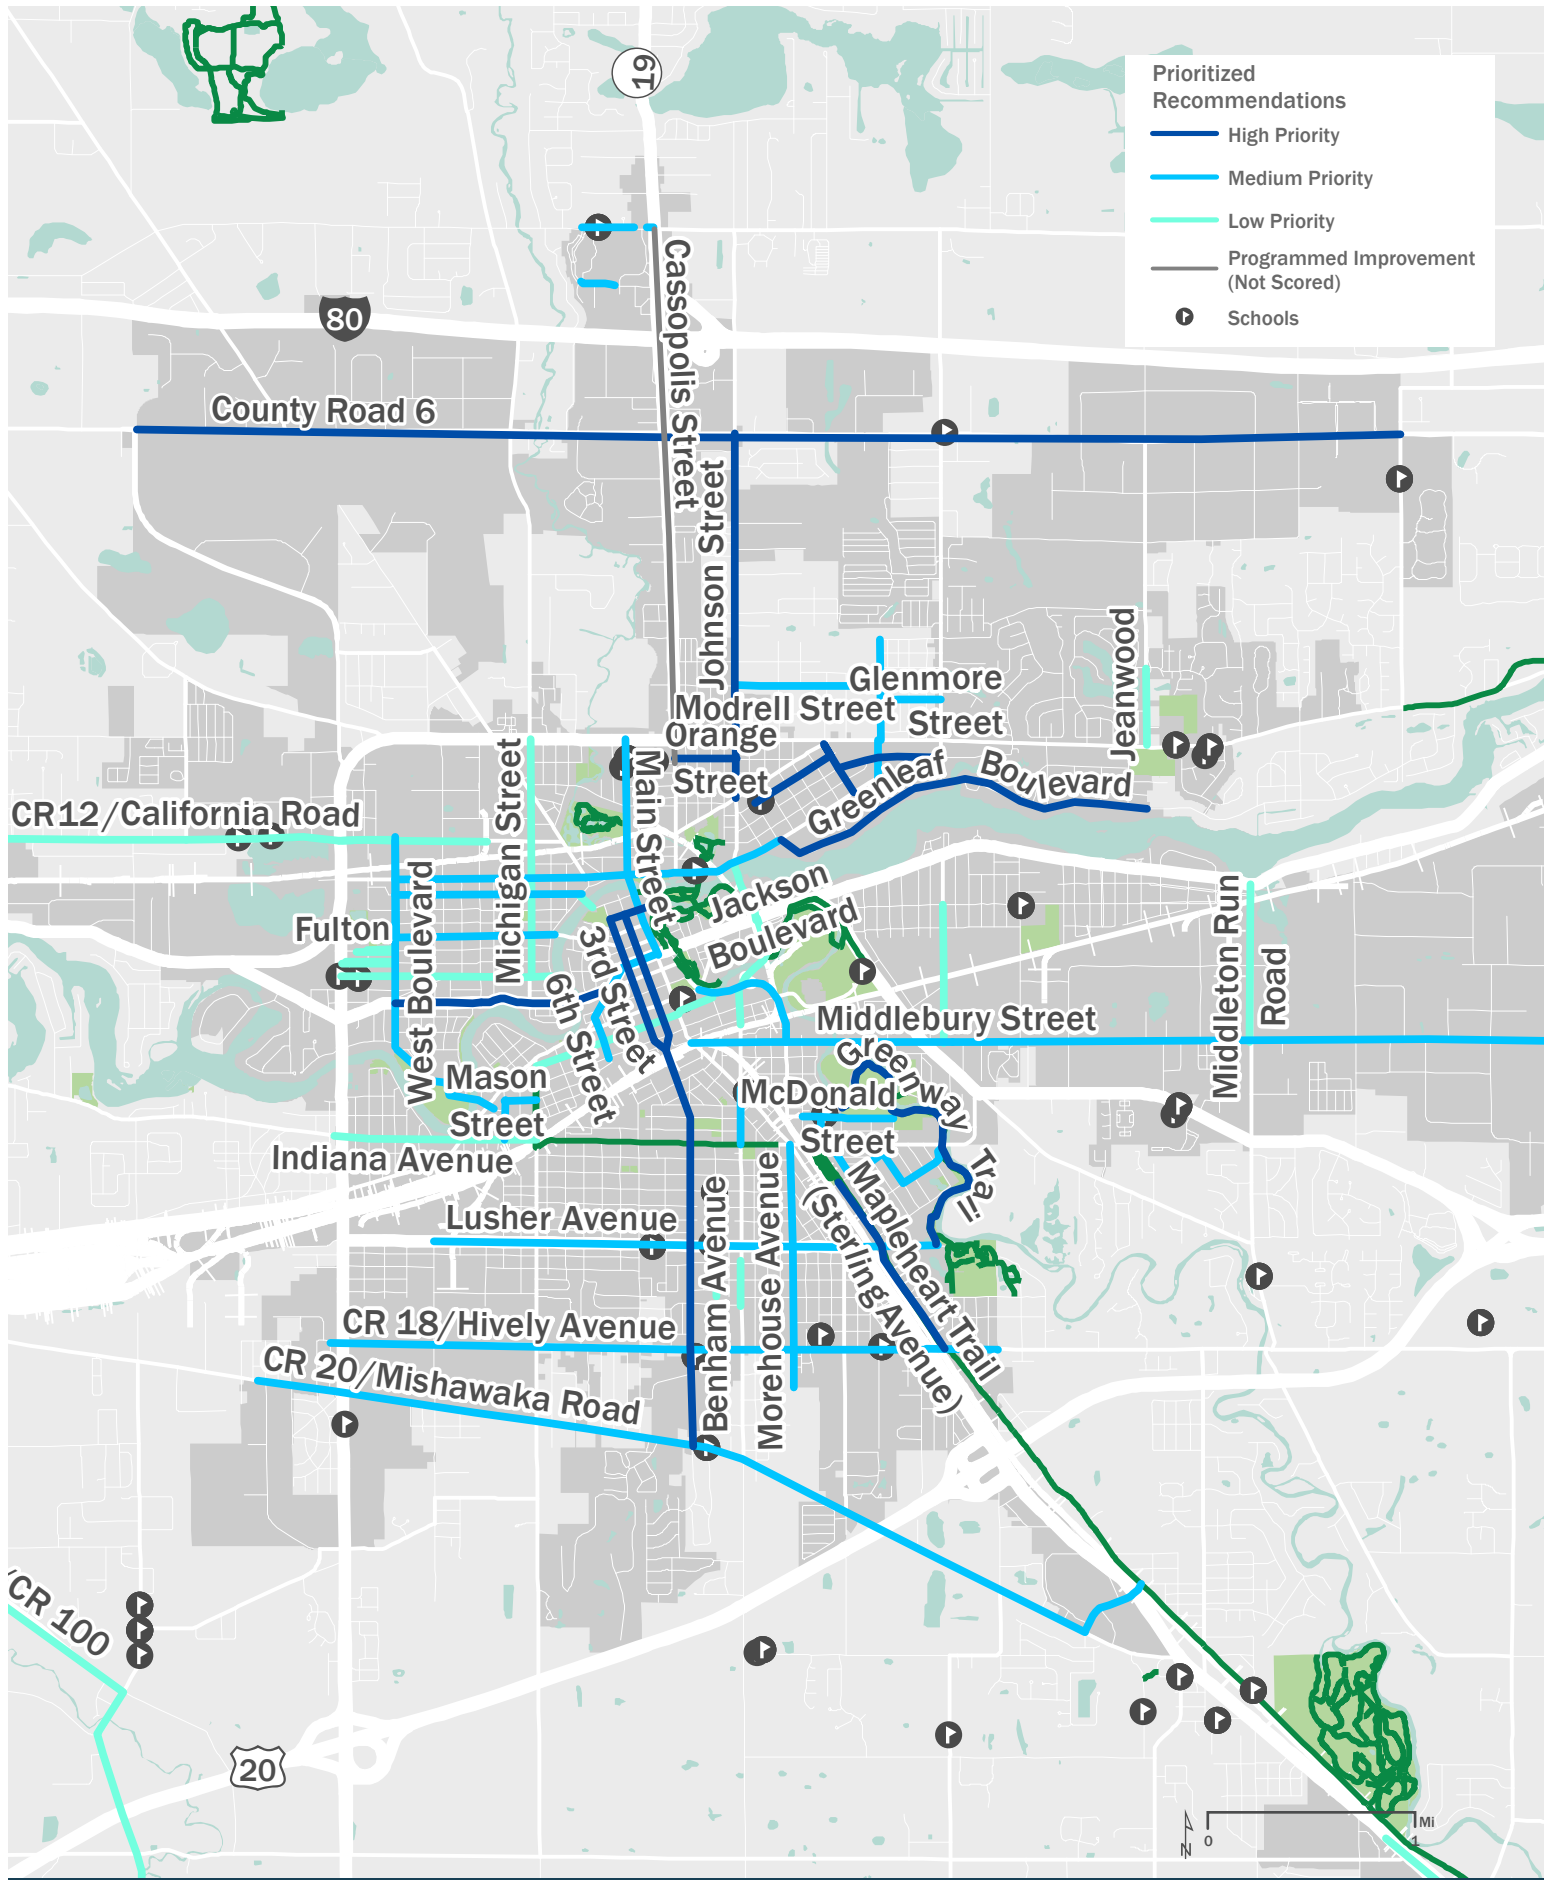 19
Prioritized
Recommendations
High Priority
Medium Priority
Low Priority
Programmed Improvement
(Not Scored)
Schools
80
Cassopolis Street
County Road 6
Johnson Street
Jeanwood
Glenmore
Street
Modrell Street
Orange
Street
Greenleaf Boulevard
Main Street
Michigan Street
CR12/California Road
West Boulevard
Fulton
Jackson
Boulevard
3rd Street
6th Street
Middleton Run
Road
Middlebury Street
Greenway Trail
Mason
Street
McDonald
Street
Indiana Avenue
Lusher Avenue
Benham Avenue
Morehouse Avenue
Mapleheart Trail
(Sterling Avenue)
CR 18/Hively Avenue
CR 20/Mishawaka Road
/CR 100
20
N
0
1
Mi